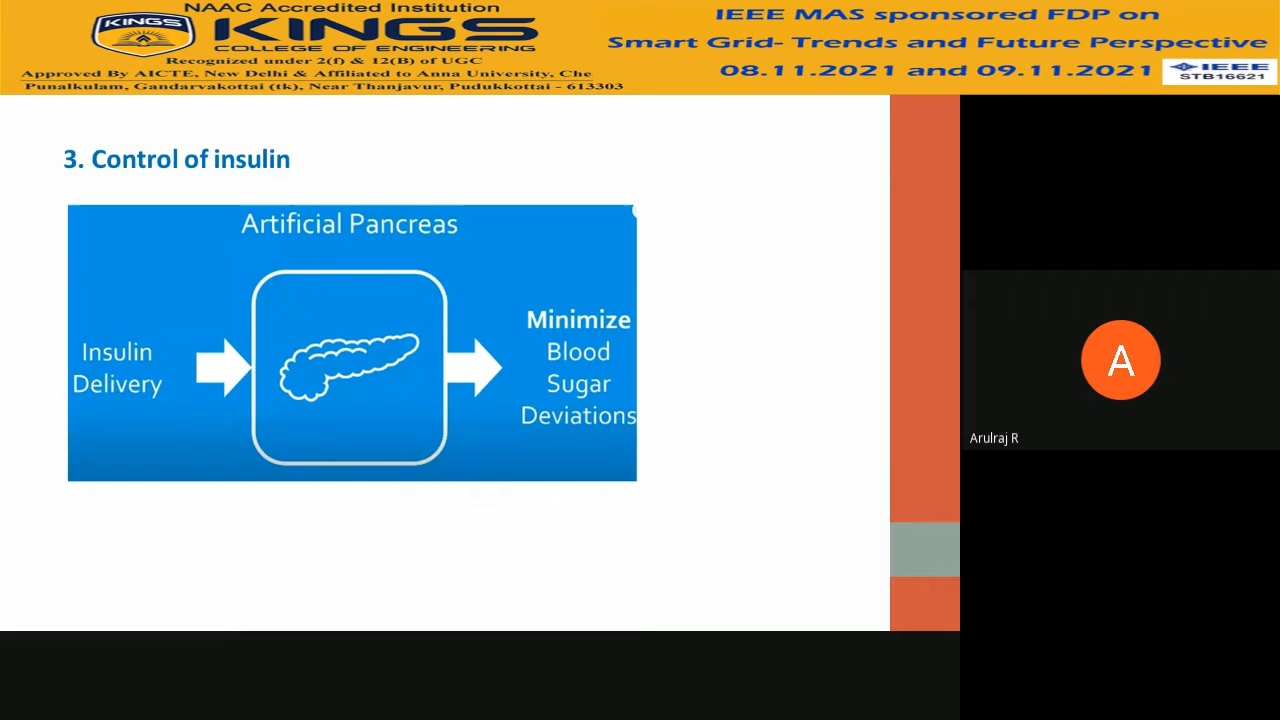 NAAC Accredited Institution
KINGS
KINGS
COLLEGE OF ENGINEERING
Recognized under 2(f) & 12(B) of UGC
Approved By AICTE, New Delhi & Affiliated to Anna University, Che
Punalkulam, Gandarvakottai (tk), Near Thanjavur, Pudukkottai - 613303
IEEE MAS sponsored FDP on
Smart Grid- Trends and Future Perspective
08.11.2021 and 09.11.2021
IEEE
STB16621
3. Control of insulin
Artificial Pancreas
Insulin
Delivery
Minimize
Blood
Sugar
Deviations
A
Arulraj R